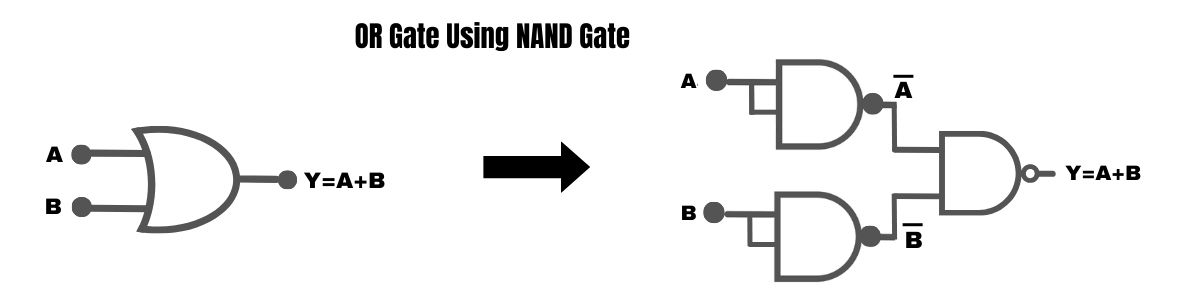 OR Gate Using NAND Gate
A
B
Y=A+B
A
A̅
B
B̅
Y=A+B